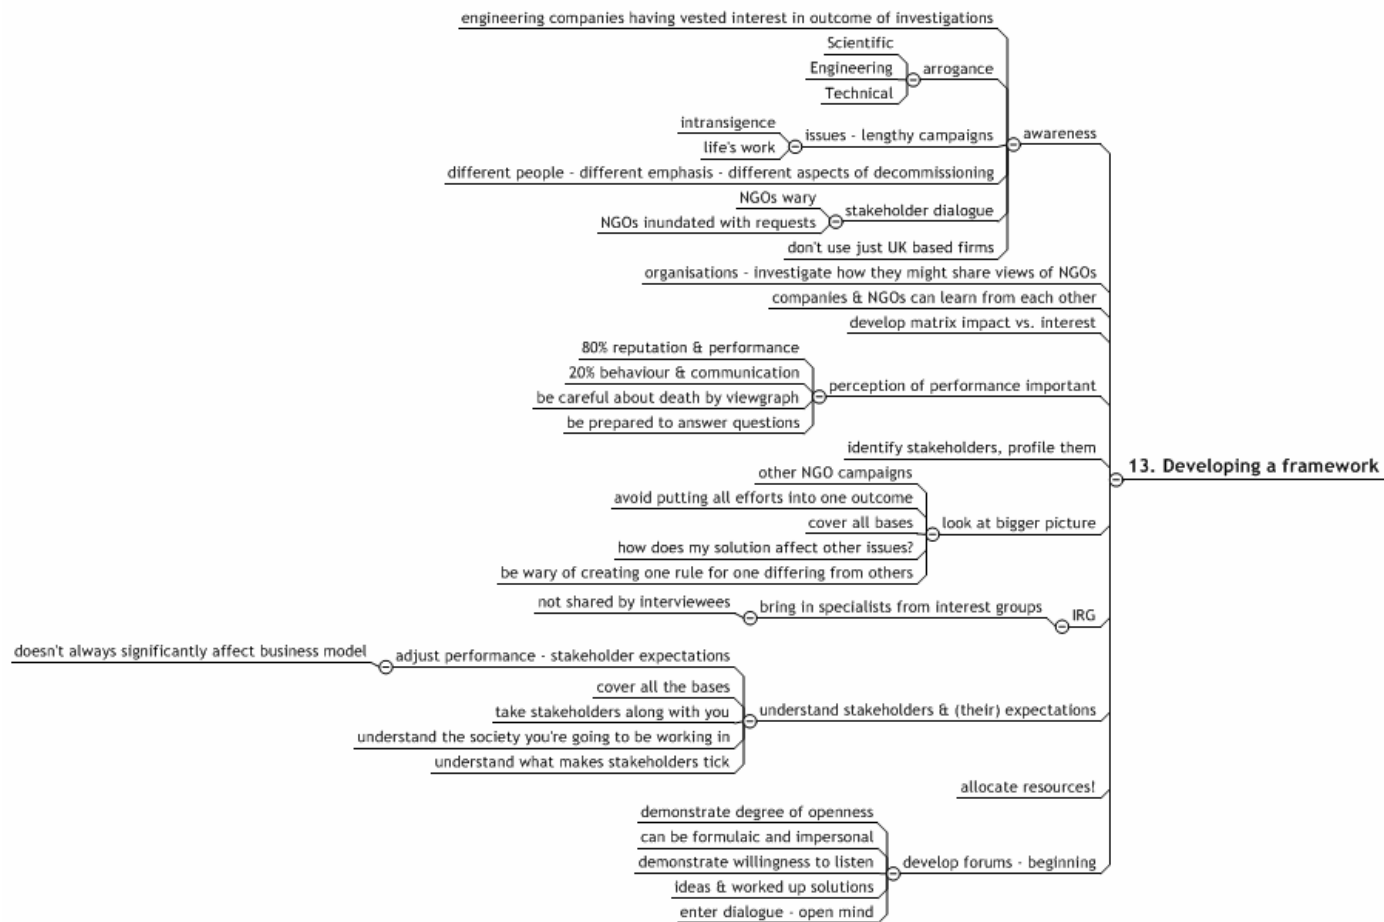 engineering companies having vested interest in outcome of investigations
Scientific
Engineering
Technical
arrogance
intransigence
life's work
issues - lengthy campaigns
awareness
different people - different emphasis - different aspects of decommissioning
NGOs wary
NGOs inundated with requests
stakeholder dialogue
don't use just UK based firms
organisations - investigate how they might share views of NGOs
companies & NGOs can learn from each other
develop matrix impact vs. interest
80% reputation & performance
20% behaviour & communication
be careful about death by viewgraph
be prepared to answer questions
perception of performance important
identify stakeholders, profile them
13. Developing a framework
other NGO campaigns
avoid putting all efforts into one outcome
cover all bases
how does my solution affect other issues?
be wary of creating one rule for one differing from others
look at bigger picture
not shared by interviewees
bring in specialists from interest groups
IRG
doesn't always significantly affect business model
adjust performance - stakeholder expectations
cover all the bases
take stakeholders along with you
understand the society you're going to be working in
understand what makes stakeholders tick
understand stakeholders & (their) expectations
allocate resources!
demonstrate degree of openness
can be formulaic and impersonal
demonstrate willingness to listen
ideas & worked up solutions
enter dialogue - open mind
develop forums - beginning